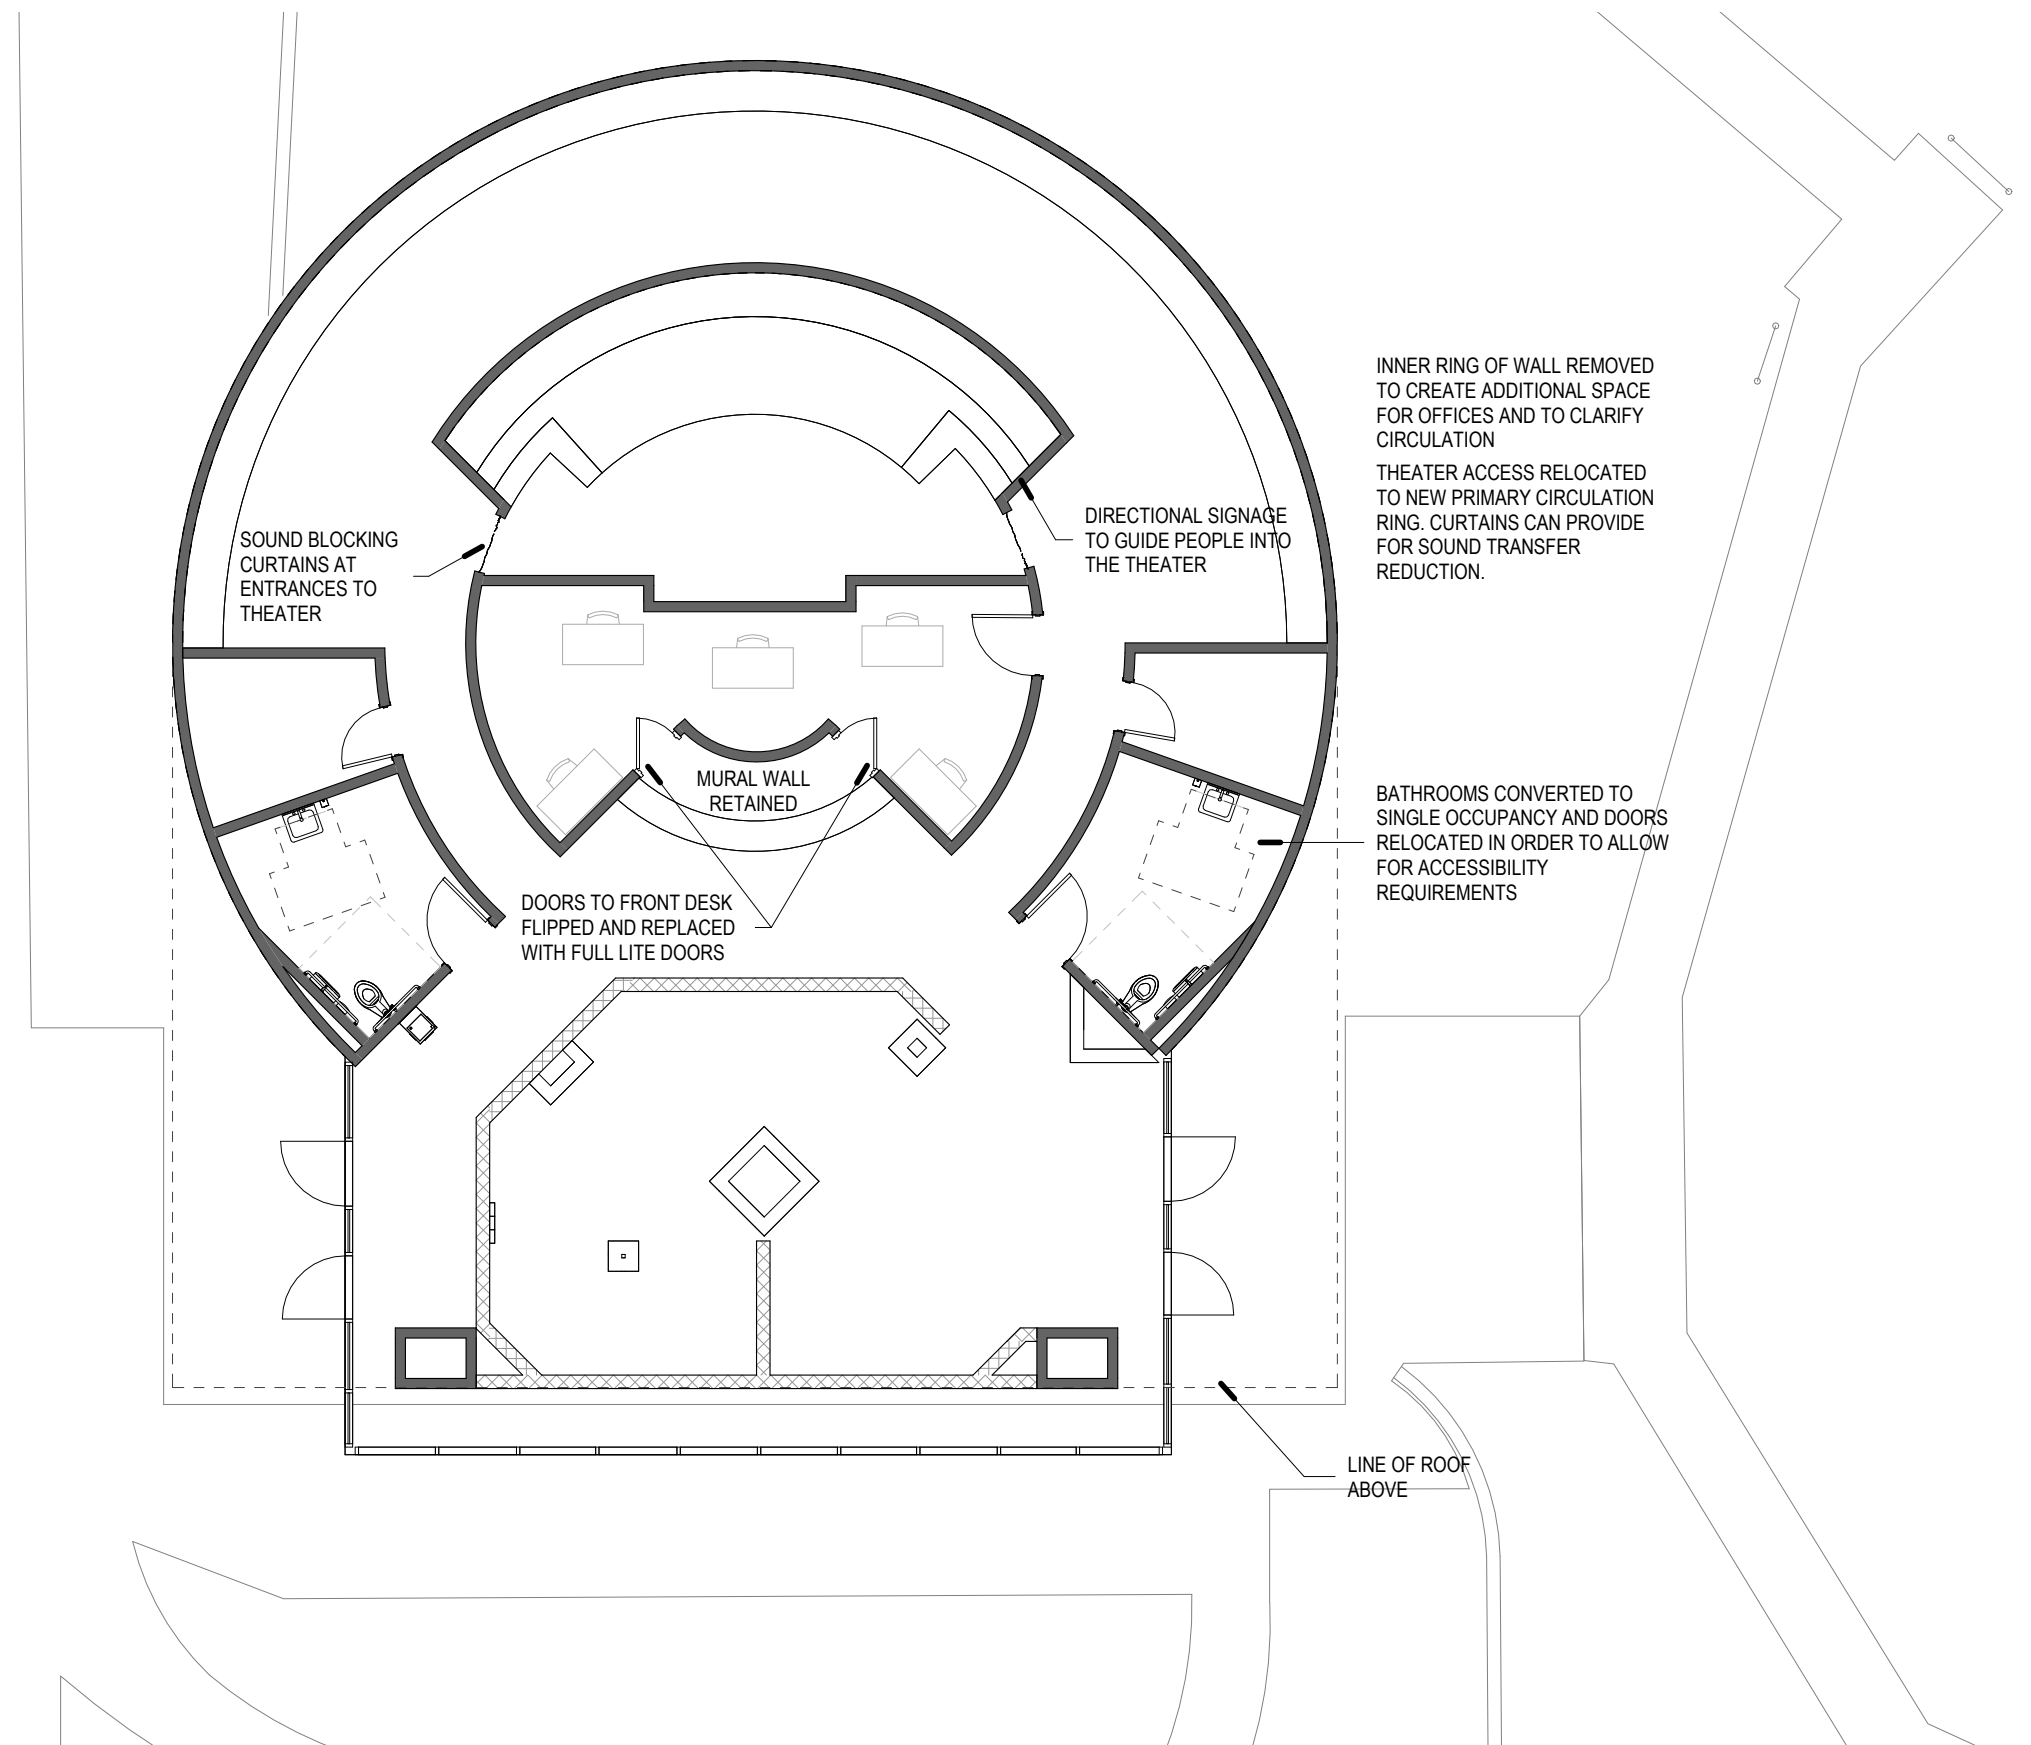 INNER RING OF WALL REMOVED
TO CREATE ADDITIONAL SPACE
FOR OFFICES AND TO CLARIFY
CIRCULATION
THEATER ACCESS RELOCATED
TO NEW PRIMARY CIRCULATION
RING. CURTAINS CAN PROVIDE
FOR SOUND TRANSFER
REDUCTION.
DIRECTIONAL SIGNAGE
TO GUIDE PEOPLE INTO
THE THEATER
SOUND BLOCKING
CURTAINS AT
ENTRANCES TO
THEATER
MURAL WALL
RETAINED
BATHROOMS CONVERTED TO
SINGLE OCCUPANCY AND DOORS
RELOCATED IN ORDER TO ALLOW
FOR ACCESSIBILITY
REQUIREMENTS
DOORS TO FRONT DESK
FLIPPED AND REPLACED
WITH FULL LITE DOORS
LINE OF ROOF
ABOVE